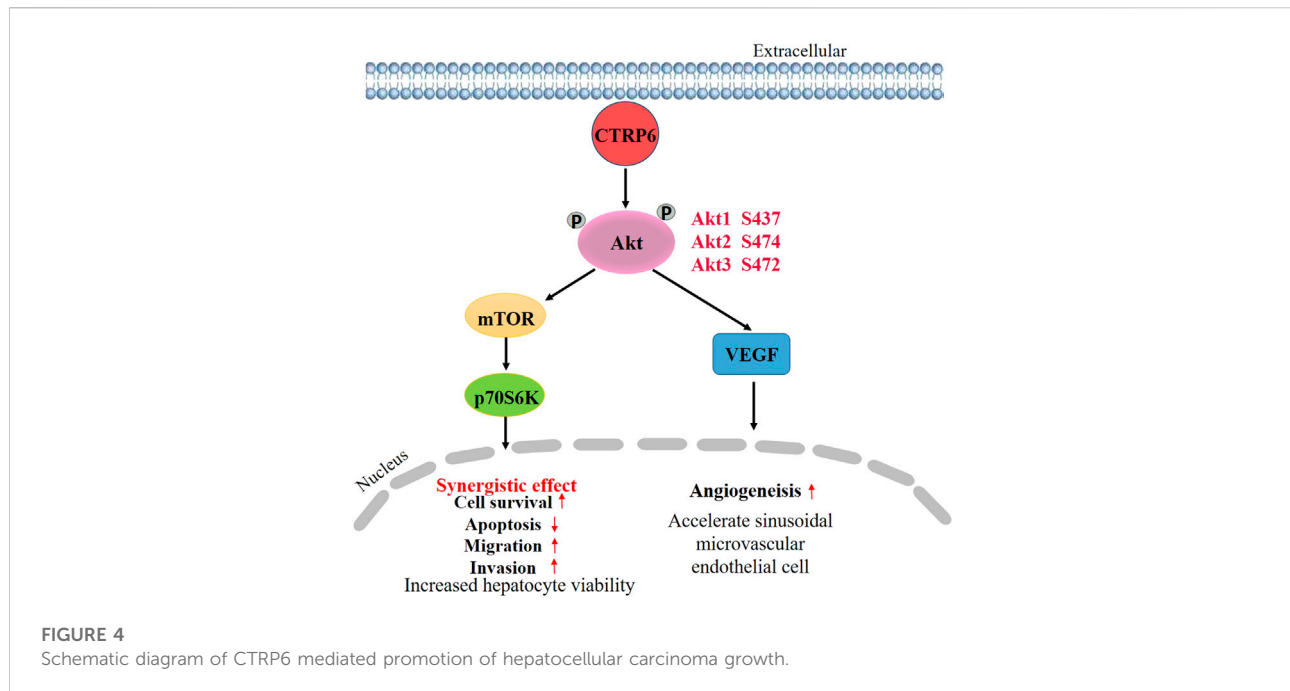 Extracellular
CTRP6
P
P
Akt
Akt1 S437
Akt2 S474
Akt3 S472
mTOR
VEGF
p70S6K
Nucleus
Synergistic effect
Cell survival ↑
Apoptosis ↓
Migration ↑
Invasion ↑
Increased hepatocyte viability
Angiogeneisis ↑
Accelerate sinusoidal
microvascular
endothelial cell
FIGURE 4
Schematic diagram of CTRP6 mediated promotion of hepatocellular carcinoma growth.